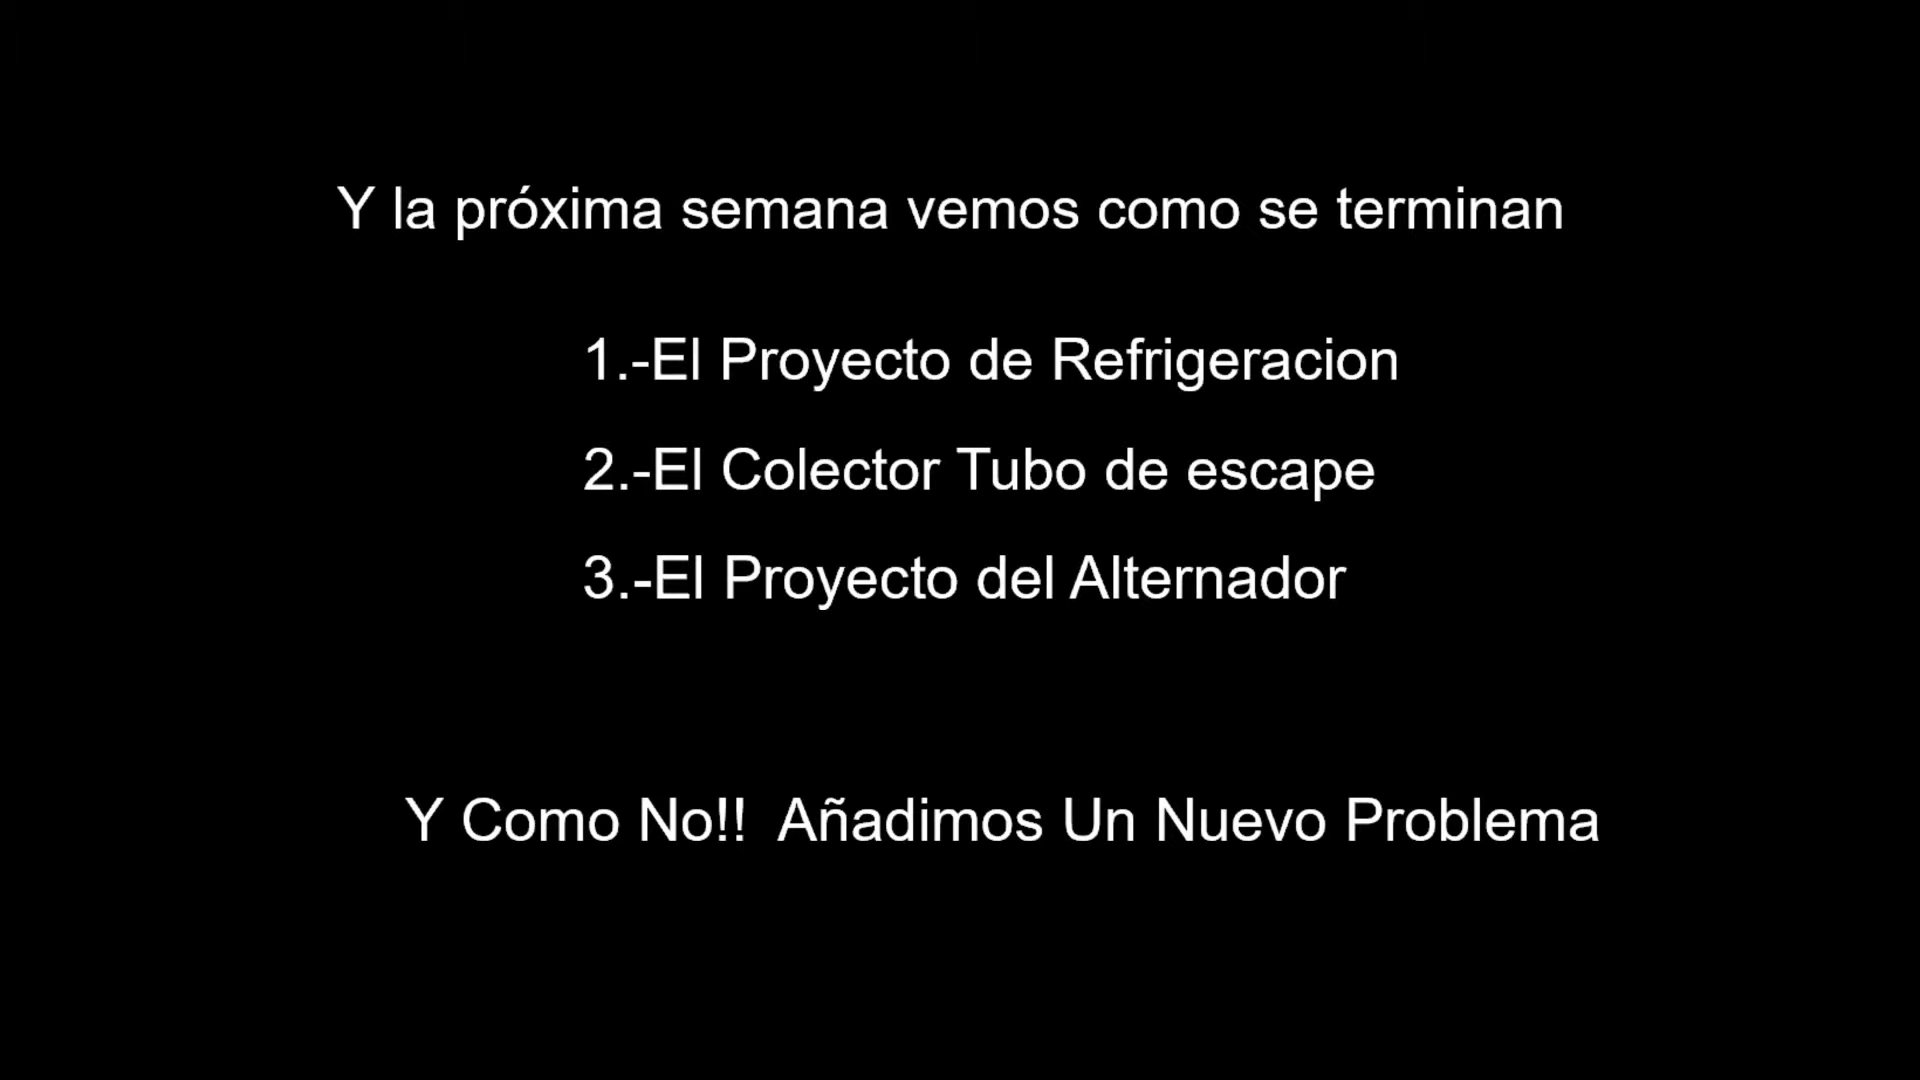 Y la próxima semana vemos como se terminan
1.-El Proyecto de Refrigeracion
2.-El Colector Tubo de escape
3.-El Proyecto del Alternador
Y Como No!! Añadimos Un Nuevo Problema